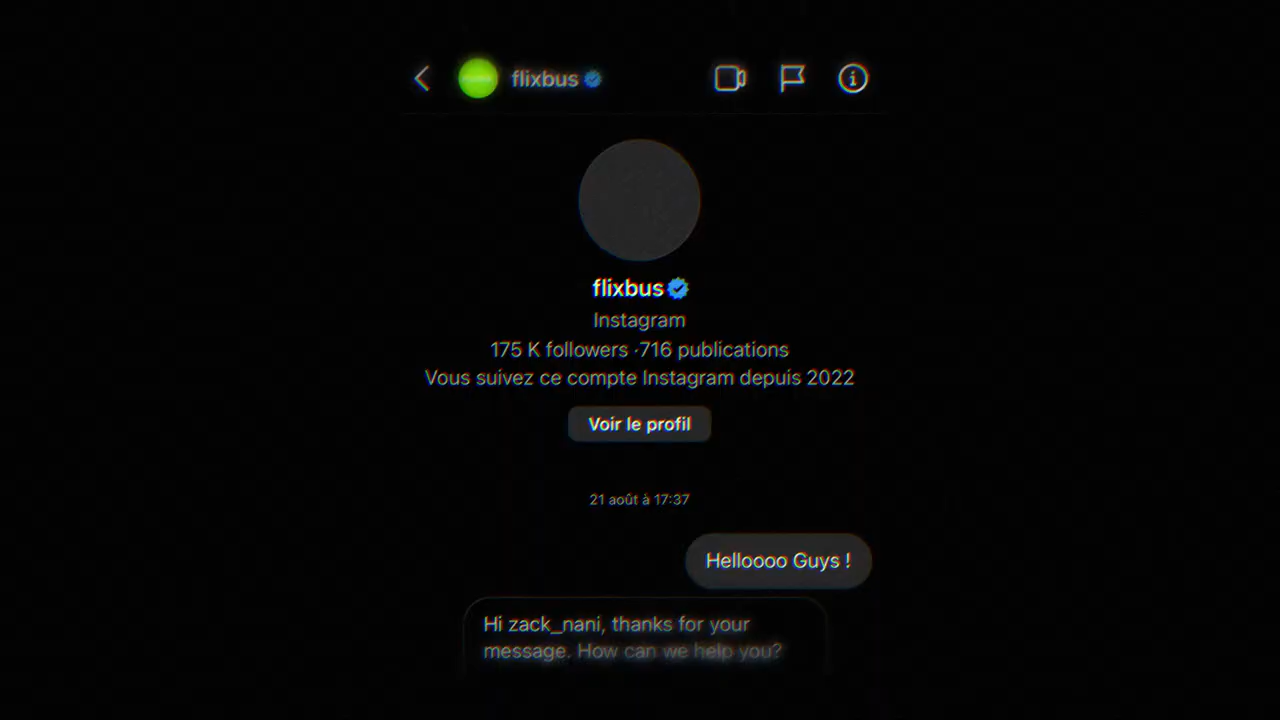 flixbus
flixbus
Instagram
175 K followers ·716 publications
Vous suivez ce compte Instagram depuis 2022
Voir le profil
21 août à 17:37
Helloooo Guys !
Hi zack_nani, thanks for your
message. How can we help you?